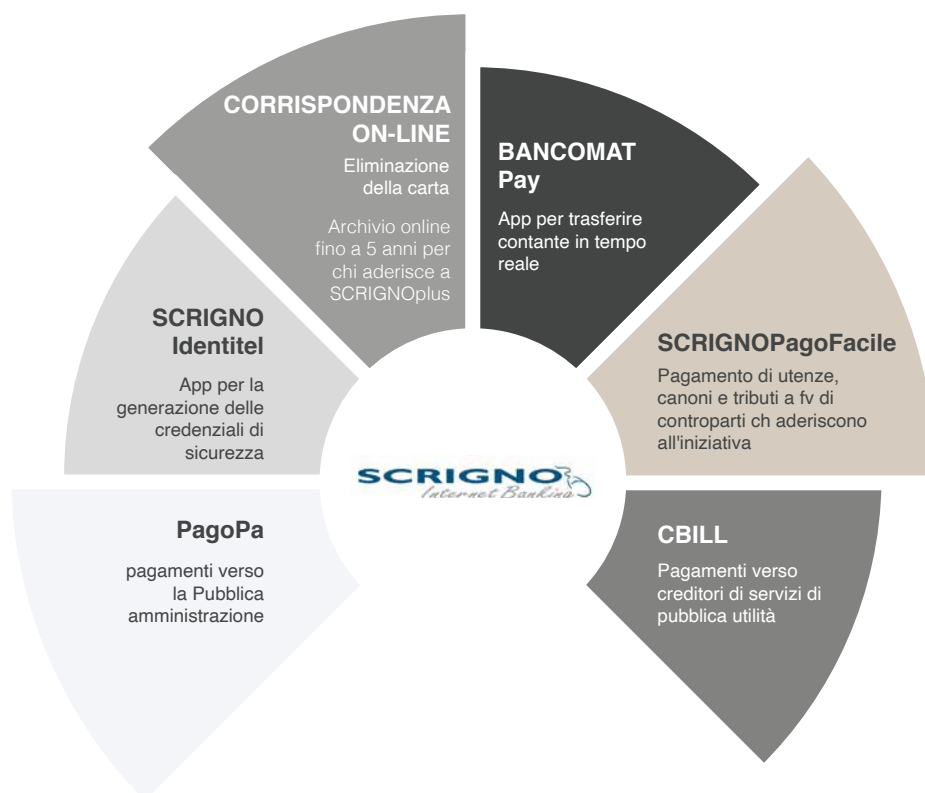 CORRISPONDENZA
ON-LINE
Eliminazione
della carta
Archivio online
fino a 5 anni per
chi aderisce a
SCRIGNOplus
BANCOMAT
Pay
App per trasferire
contante in tempo
reale
SCRIGNO
Identitel
App per la
generazione delle
credenziali di
sicurezza
SCRIGNOPagoFacile
Pagamento di utenze,
canoni e tributi a fv di
controparti ch aderiscono
all'iniziativa
SCRIGNO
Internet Banking
PagoPa
pagamenti verso
la Pubblica
amministrazione
CBILL
Pagamenti verso
creditori di servizi di
pubblica utilità